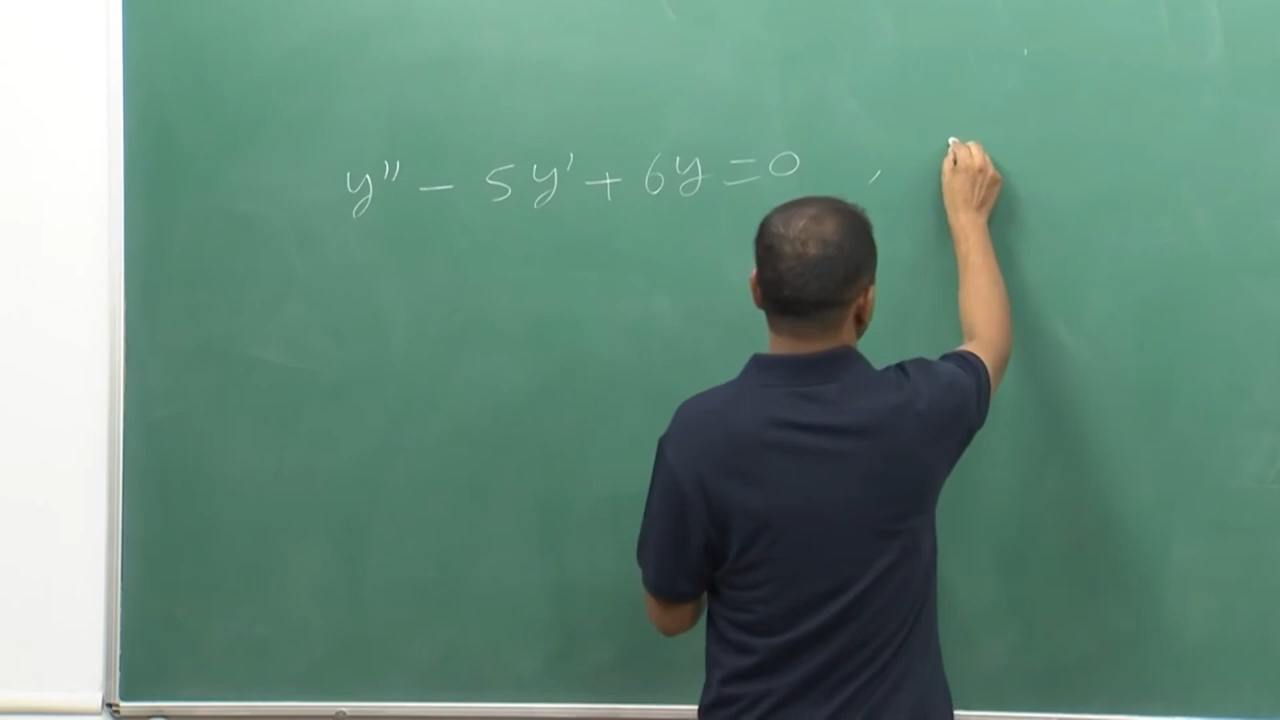 y'' - 5y' + 6y = 0 ,